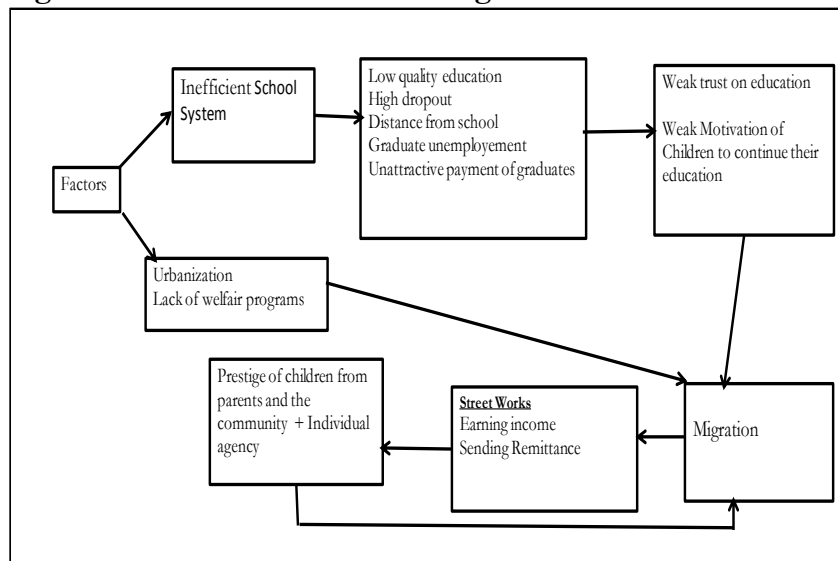 Inefficient School
System
Low quality education
High dropout
Distance from school
Graduate unemployement
Unattractive payment of graduates
Weak trust on education
Weak Motivation of
Children to continue their
education
Factors
Urbanization
Lack of welfair programs
Prestige of children from
parents and the
community + Individual
agency
Street Works
Earning income
Sending Remittance
Migration